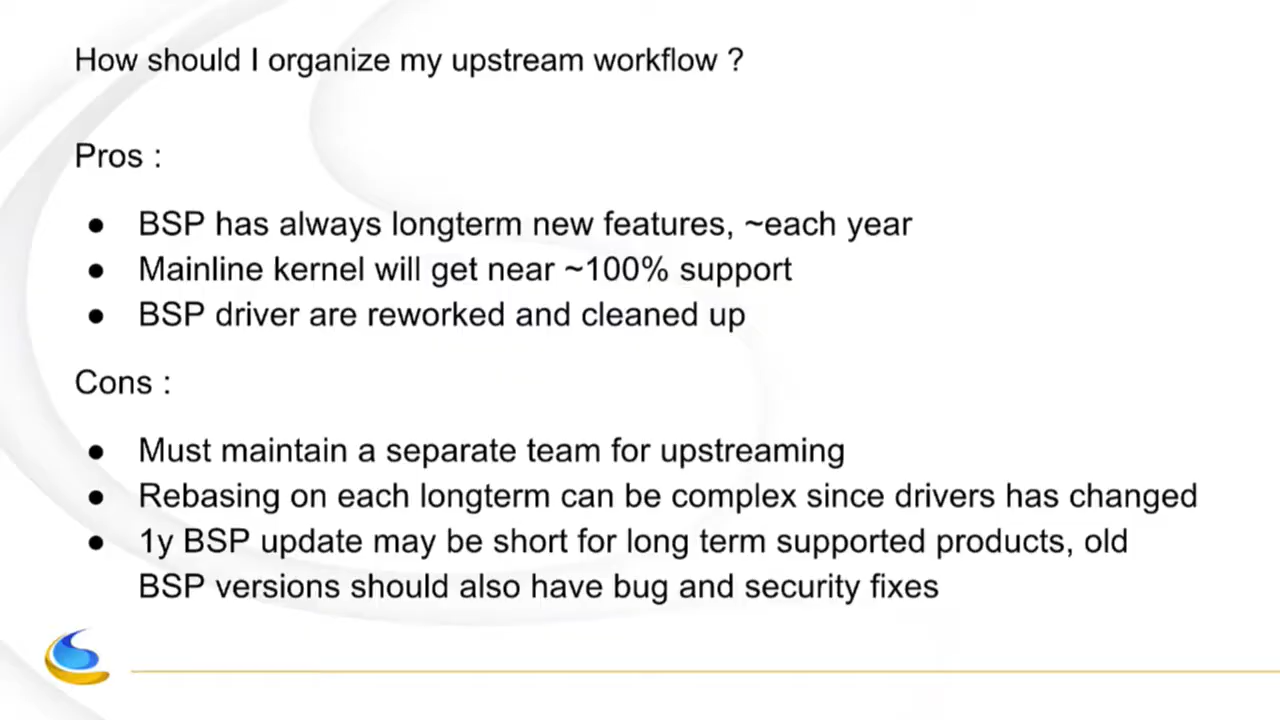 How should I organize my upstream workflow ?
Pros :
● BSP has always longterm new features, ~each year
● Mainline kernel will get near ~100% support
● BSP driver are reworked and cleaned up
Cons :
● Must maintain a separate team for upstreaming
● Rebasing on each longterm can be complex since drivers has changed
● 1y BSP update may be short for long term supported products, old
BSP versions should also have bug and security fixes